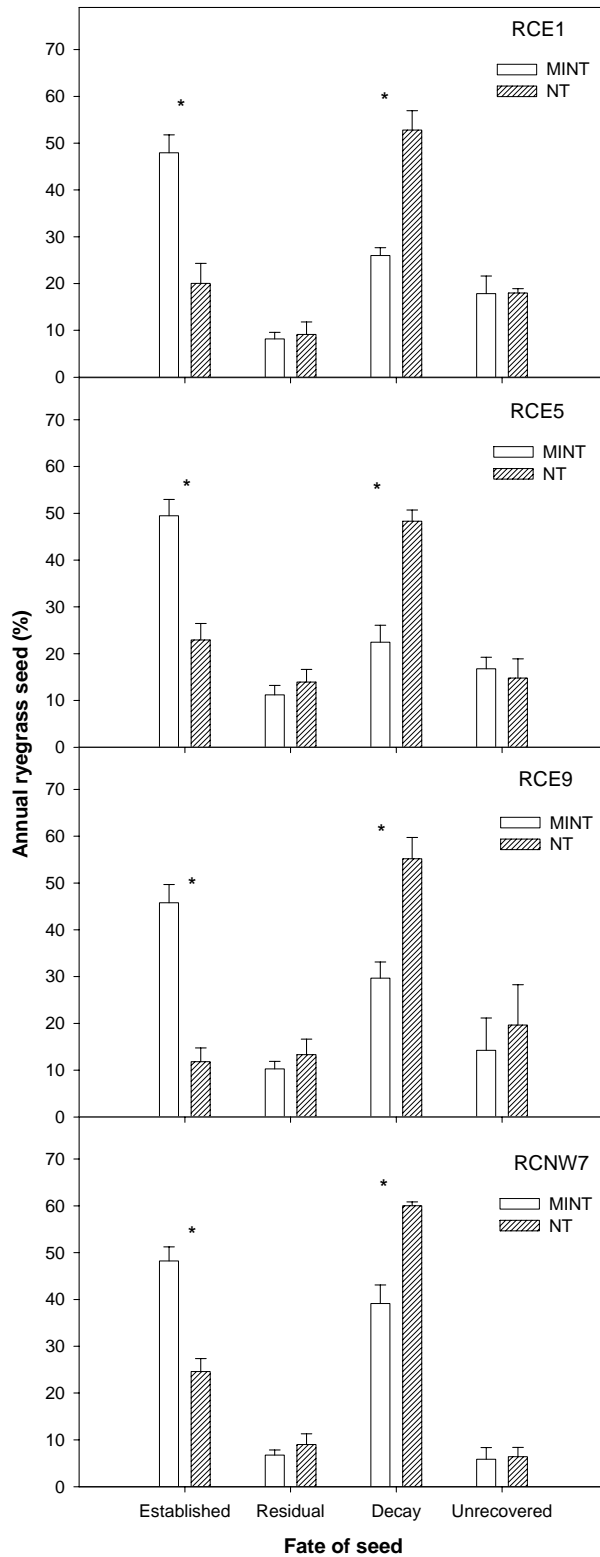 RCE1
MINT
NT
70
60
50
40
30
20
10
0
*
*
RCE5
MINT
NT
70
60
50
40
30
20
10
0
*
*
Annual ryegrass seed (%)
RCE9
MINT
NT
70
60
50
40
30
20
10
0
*
*
RCNW7
MINT
NT
70
60
50
40
30
20
10
0
*
*
Established Residual Decay Unrecovered
Fate of seed